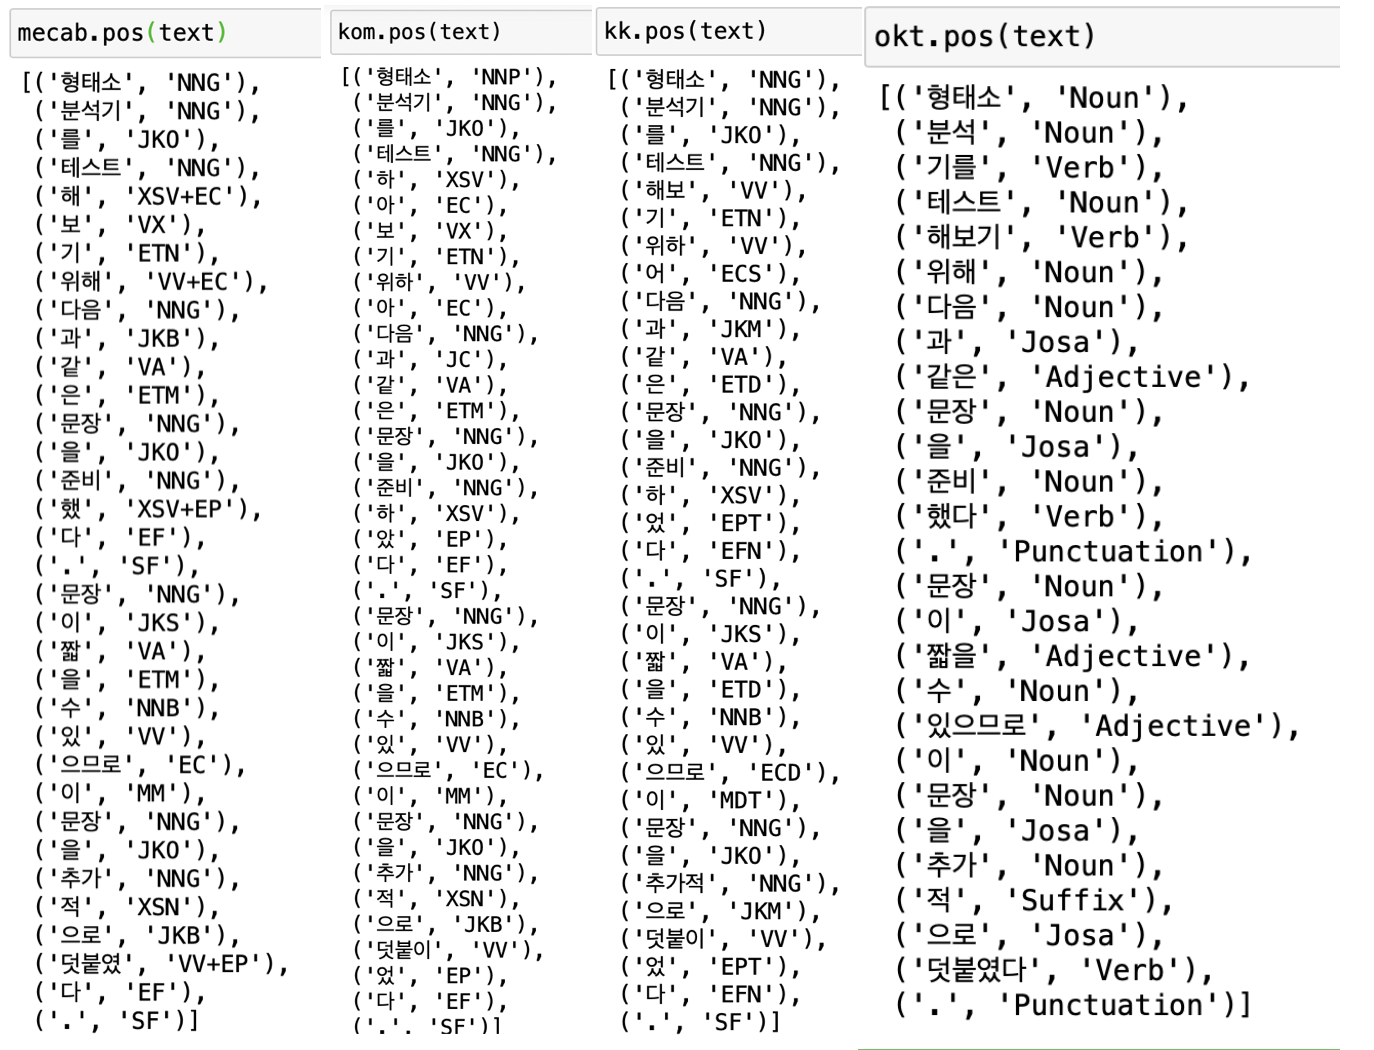 mecab.pos(text)
[('형태소', 'NNG'),
('분석기', 'NNG'),
('를', 'JKO'),
('테스트', 'NNG'),
('해', 'XSV+EC'),
('보', 'VX'),
('기', 'ETN'),
('위해', 'VV+EC'),
('다음', 'NNG'),
('과', 'JKB'),
('같', 'VA'),
('은', 'ETM'),
('문장', 'NNG'),
('을', 'JKO'),
('준비', 'NNG'),
('했', 'XSV+EP'),
('다', 'EF'),
('.', 'SF'),
('문장', 'NNG'),
('이', 'JKS'),
('짧', 'VA'),
('을', 'ETM'),
('수', 'NNB'),
('있', 'VV'),
('으므로', 'EC'),
('이', 'MM'),
('문장', 'NNG'),
('을', 'JKO'),
('추가', 'NNG'),
('적', 'XSN'),
('으로', 'JKB'),
('덧붙였', 'VV+EP'),
('다', 'EF'),
('.', 'SF')]
kom.pos(text)
[('형태소', 'NNP'),
('분석기', 'NNG'),
('를', 'JKO'),
('테스트', 'NNG'),
('하', 'XSV'),
('아', 'EC'),
('보', 'VX'),
('기', 'ETN'),
('위하', 'VV'),
('아', 'EC'),
('다음', 'NNG'),
('과', 'JC'),
('같', 'VA'),
('은', 'ETM'),
('문장', 'NNG'),
('을', 'JKO'),
('준비', 'NNG'),
('하', 'XSV'),
('았', 'EP'),
('다', 'EF'),
('.', 'SF'),
('문장', 'NNG'),
('이', 'JKS'),
('짧', 'VA'),
('을', 'ETM'),
('수', 'NNB'),
('있', 'VV'),
('으므로', 'EC'),
('이', 'MM'),
('문장', 'NNG'),
('을', 'JKO'),
('추가', 'NNG'),
('적', 'XSN'),
('으로', 'JKB'),
('덧붙이', 'VV'),
('었', 'EP'),
('다', 'EF'),
('.', 'SF')]
kk.pos(text)
[('형태소', 'NNG'),
('분석기', 'NNG'),
('를', 'JKO'),
('테스트', 'NNG'),
('해보', 'VV'),
('기', 'ETN'),
('위하', 'VV'),
('어', 'ECS'),
('다음', 'NNG'),
('과', 'JKM'),
('같', 'VA'),
('은', 'ETD'),
('문장', 'NNG'),
('을', 'JKO'),
('준비', 'NNG'),
('하', 'XSV'),
('었', 'EPT'),
('다', 'EFN'),
('.', 'SF'),
('문장', 'NNG'),
('이', 'JKS'),
('짧', 'VA'),
('을', 'ETD'),
('수', 'NNB'),
('있', 'VV'),
('으므로', 'ECD'),
('이', 'MDT'),
('문장', 'NNG'),
('을', 'JKO'),
('추가적', 'NNG'),
('으로', 'JKM'),
('덧붙이', 'VV'),
('었', 'EPT'),
('다', 'EFN'),
('.', 'SF')]
okt.pos(text)
[('형태소', 'Noun'),
('분석', 'Noun'),
('기를', 'Verb'),
('테스트', 'Noun'),
('해보기', 'Verb'),
('위해', 'Noun'),
('다음', 'Noun'),
('과', 'Josa'),
('같은', 'Adjective'),
('문장', 'Noun'),
('을', 'Josa'),
('준비', 'Noun'),
('했다', 'Verb'),
('.', 'Punctuation'),
('문장', 'Noun'),
('이', 'Josa'),
('짧을', 'Adjective'),
('수', 'Noun'),
('있으므로', 'Adjective'),
('이', 'Noun'),
('문장', 'Noun'),
('을', 'Josa'),
('추가', 'Noun'),
('적', 'Suffix'),
('으로', 'Josa'),
('덧붙였다', 'Verb'),
('.', 'Punctuation')]